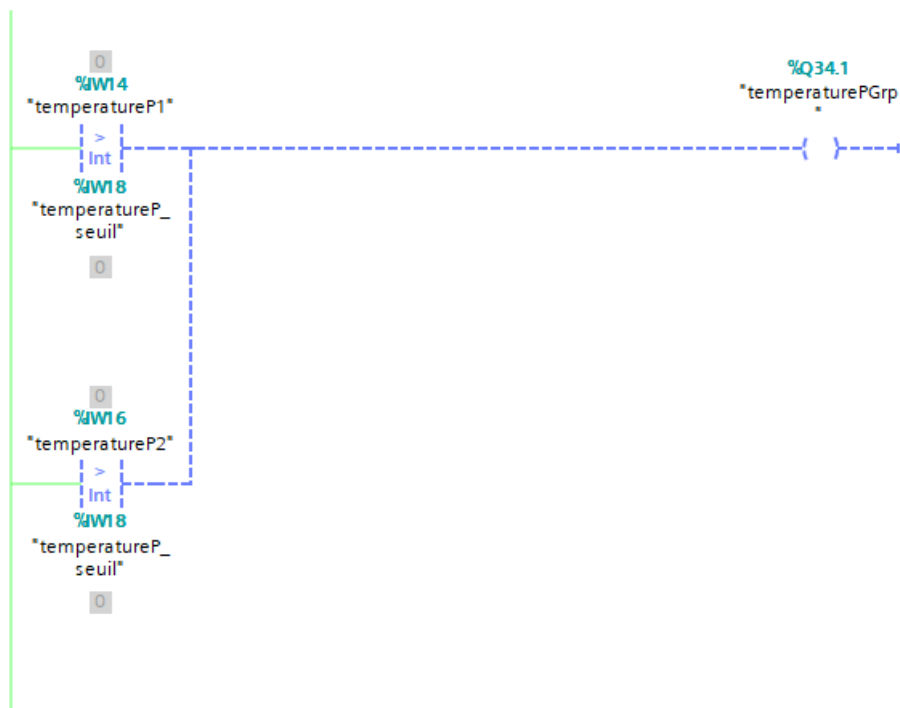 0
%IW14
"temperatureP1"
>
Int
%IW18
"temperatureP_
seuil"
0
%Q34.1
"temperaturePGrp
"
( )
0
%IW16
"temperatureP2"
>
Int
%IW18
"temperatureP_
seuil"
0